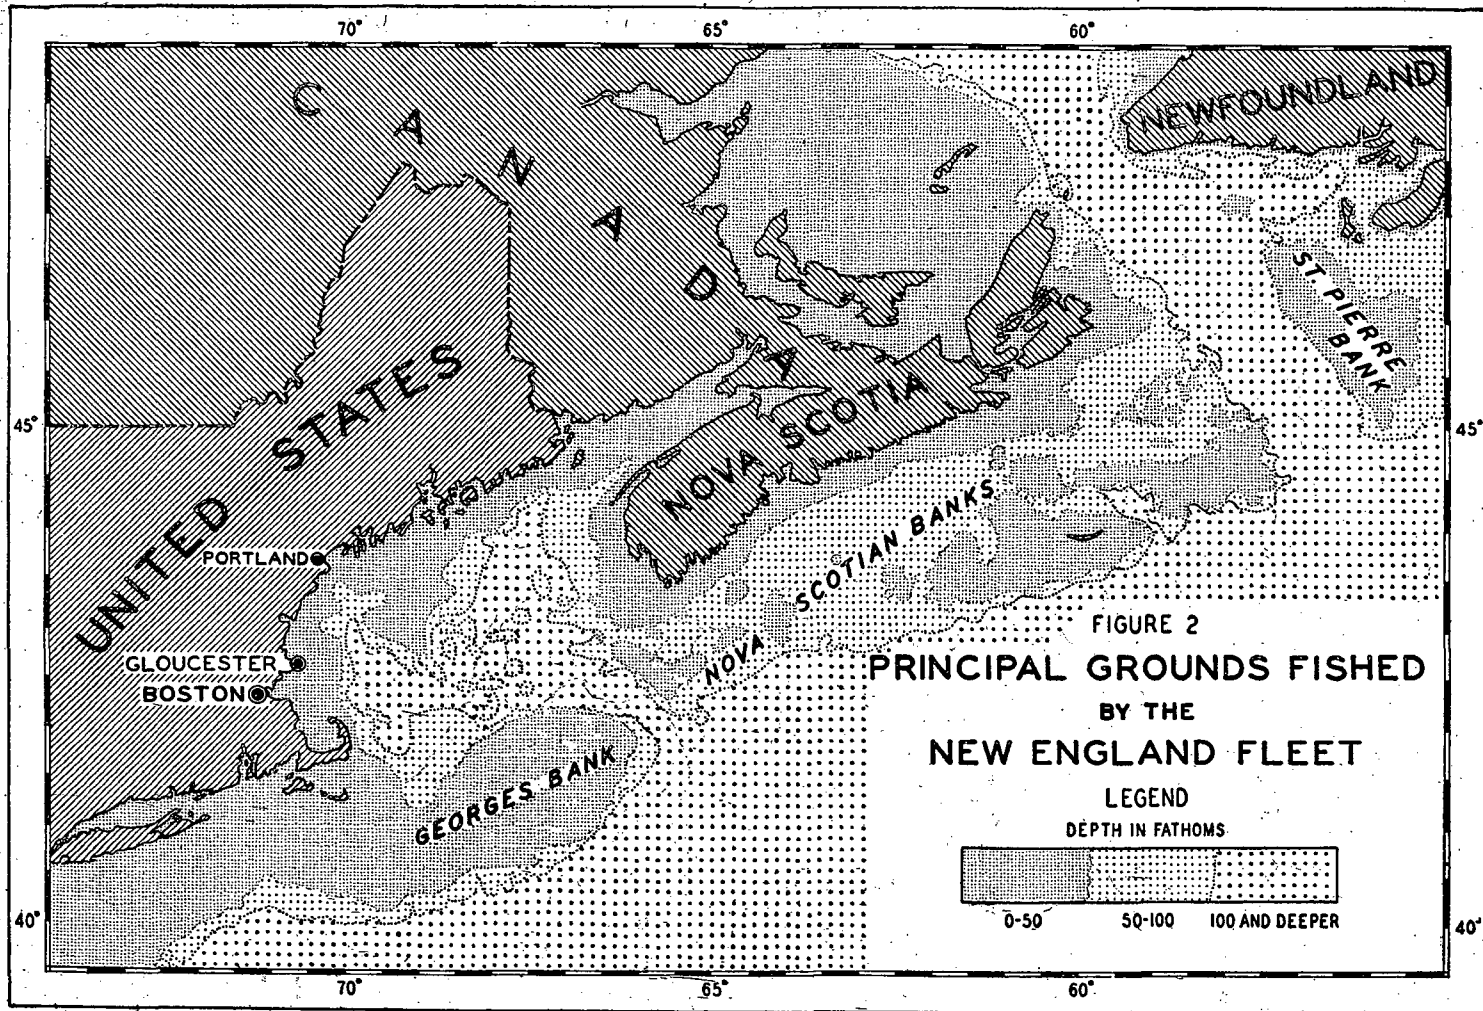 70° 65° 60°
CANADA
NEWFOUNDLAND
ST. PIERRE
BANK
UNITED STATES
NOVA SCOTIA
45° 45°
NOVA SCOTIAN BANKS
PORTLAND
GLOUCESTER
BOSTON
GEORGES BANK
FIGURE 2
PRINCIPAL GROUNDS FISHED
BY THE
NEW ENGLAND FLEET
LEGEND
DEPTH IN FATHOMS
0-50 50-100 100 AND DEEPER
40° 40°
70° 65° 60°